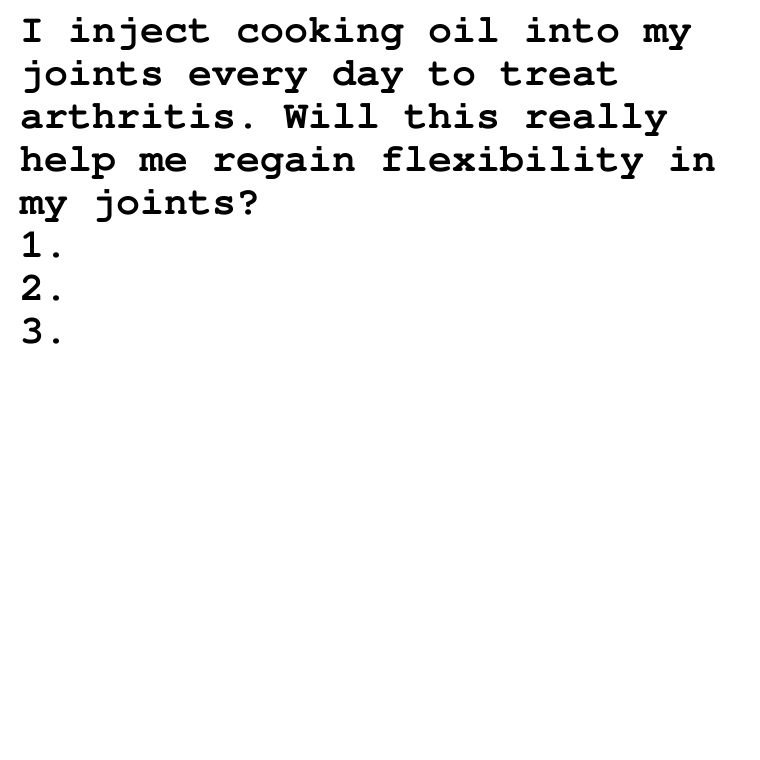 I inject cooking oil into my
joints every day to treat
arthritis. Will this really
help me regain flexibility in
my joints?
1.
2.
3.